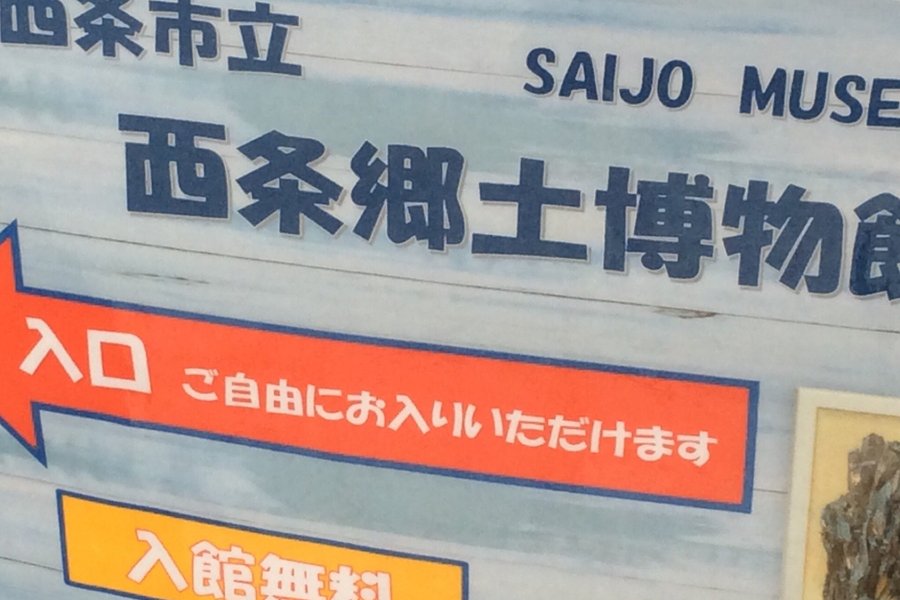 西条市立
SAIJO MUSE
西条郷土博物館
入口 ご自由にお入りいただけます
入館無料